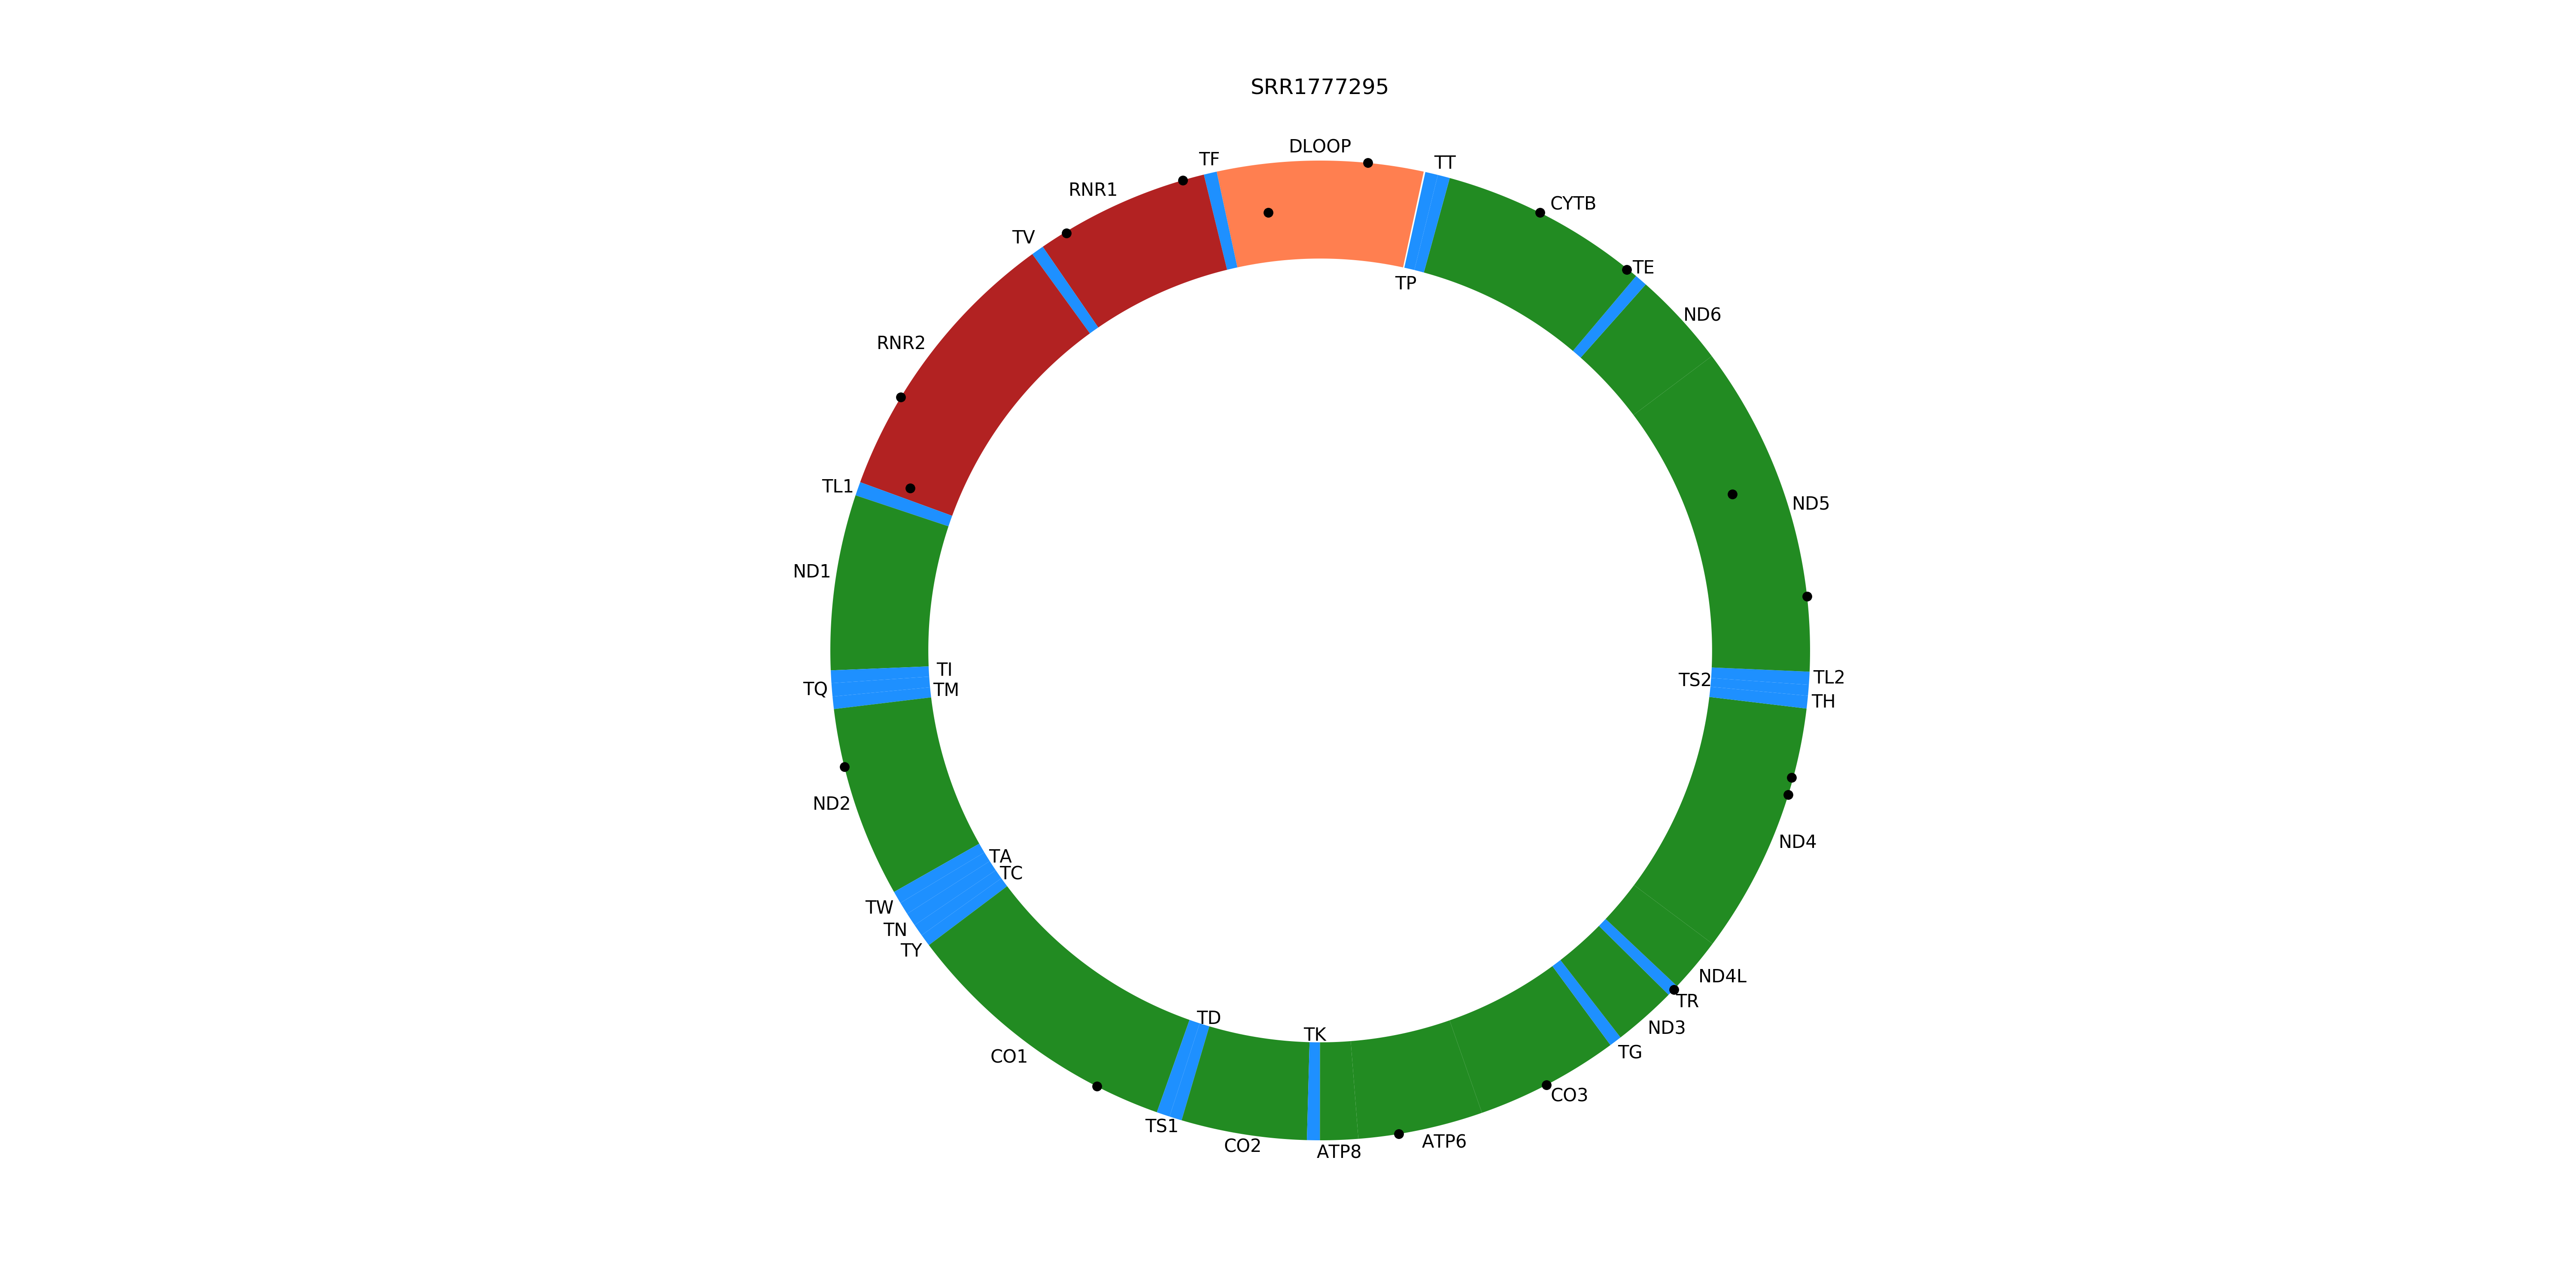 SRR1777295
DLOOP
TF
TT
RNR1
CYTB
TV
TE
TP
ND6
RNR2
TL1
ND5
ND1
TI
TQ
TM
TS2
TL2
TH
ND2
ND4
TA
TC
TW
TN
TY
ND4L
TR
TD
ND3
TK
CO1
TG
CO3
TS1
CO2
ATP8
ATP6